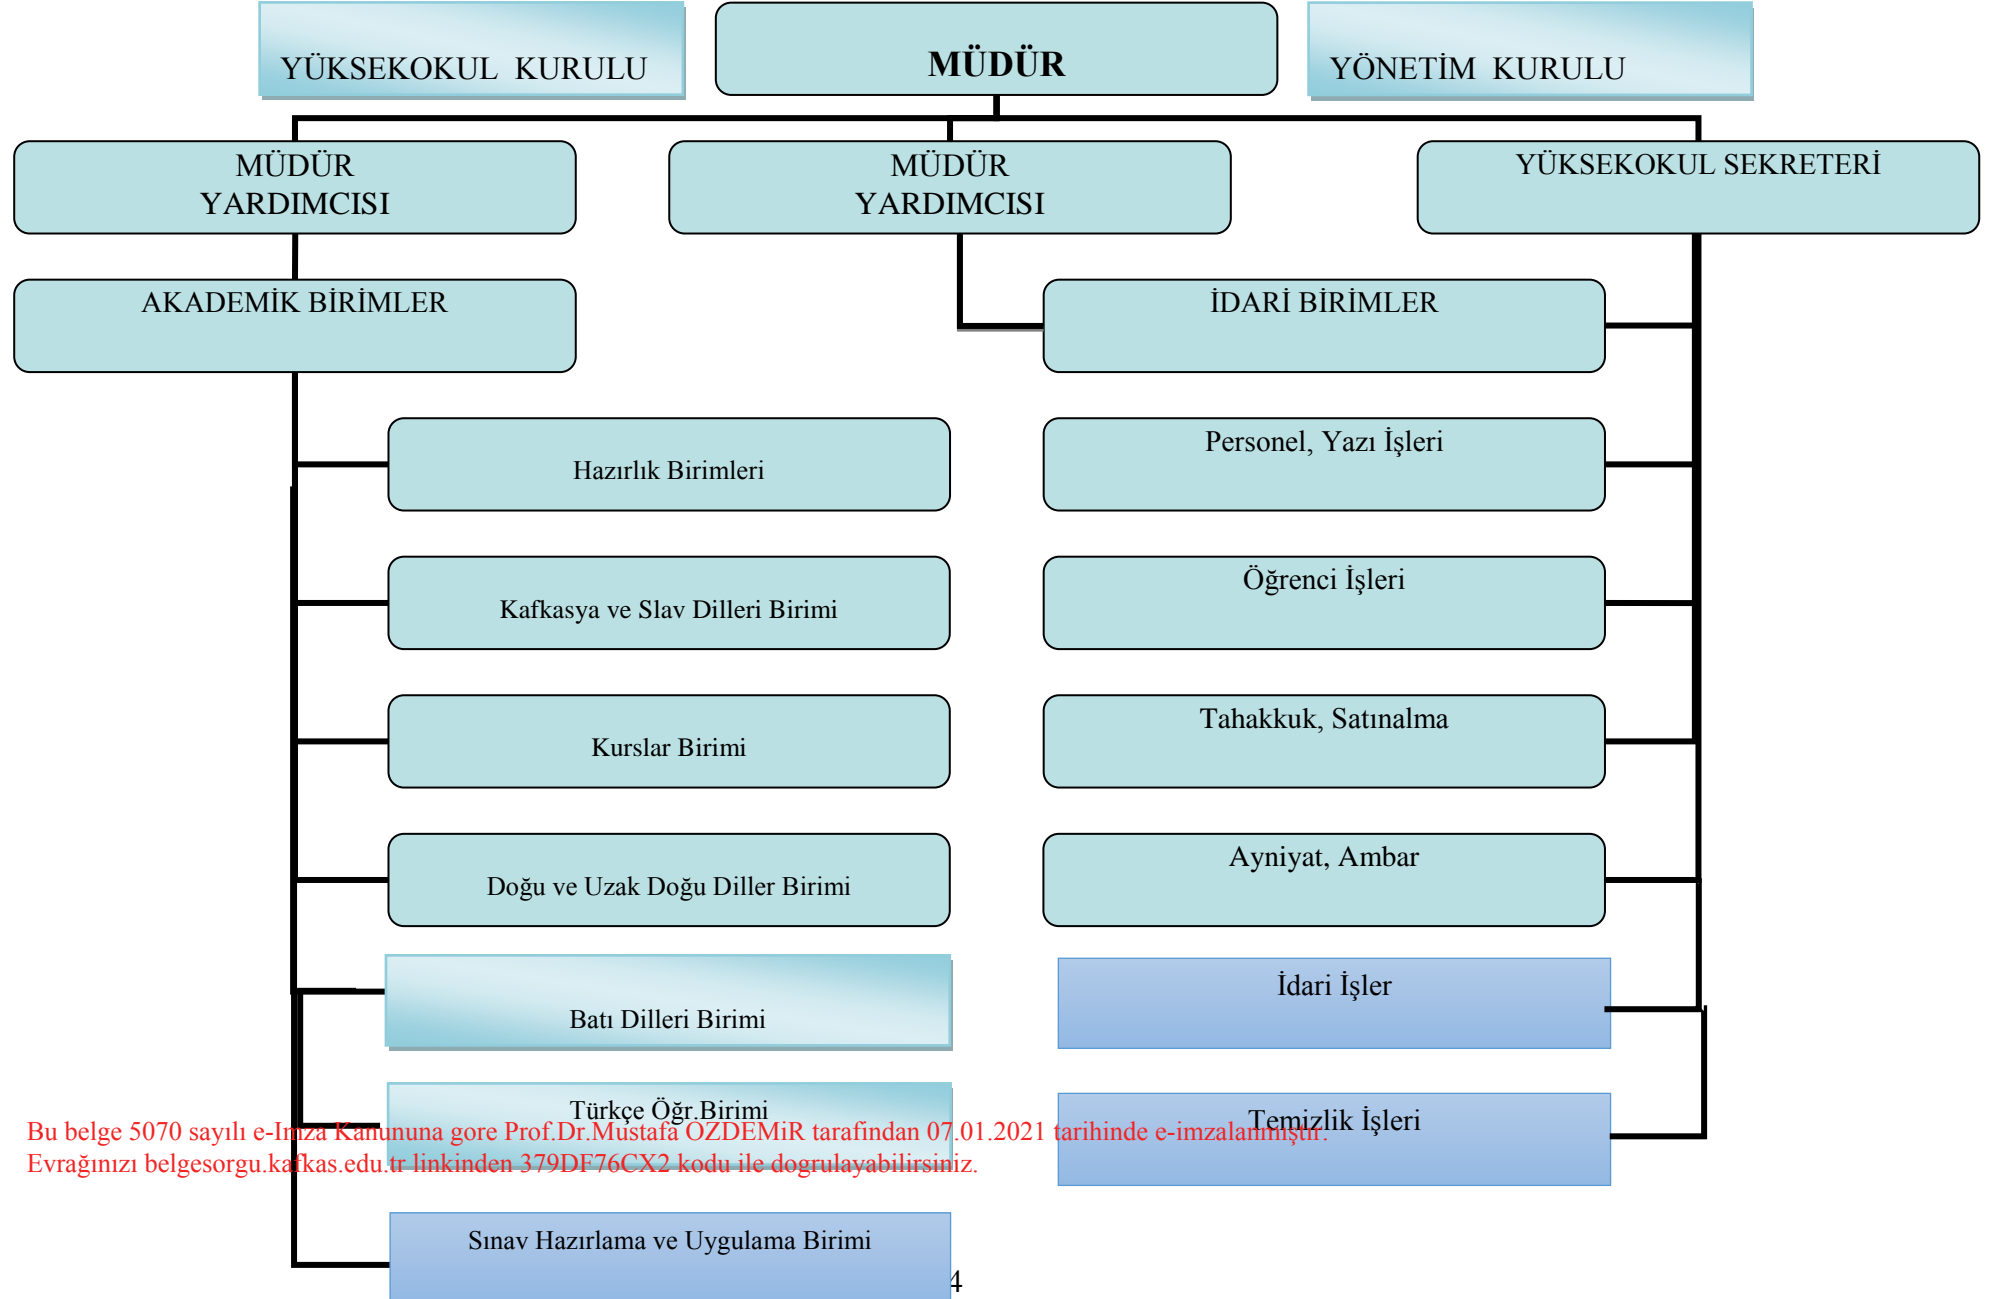 YÜKSEKOKUL KURULU
MÜDÜR
YÖNETİM KURULU
MÜDÜR
YARDIMCISI
MÜDÜR
YARDIMCISI
YÜKSEKOKUL SEKRETERİ
AKADEMİK BİRİMLER
İDARİ BİRİMLER
Hazırlık Birimleri
Personel, Yazı İşleri
Kafkasya ve Slav Dilleri Birimi
Öğrenci İşleri
Kurslar Birimi
Tahakkuk, Satınalma
Doğu ve Uzak Doğu Diller Birimi
Ayniyat, Ambar
Batı Dilleri Birimi
İdari İşler
Türkçe Öğr.Birimi
Temizlik İşleri
Bu belge 5070 sayılı e-Imza Kanununa gore Prof.Dr.Mustafa ÖZDEMiR tarafindan 07.01.2021 tarihinde e-imzalanmıştır.
Evrağınızı belgesorgu.kafkas.edu.tr linkinden 379DF76CX2 kodu ile dogrulayabilirsiniz.
Sınav Hazırlama ve Uygulama Birimi
4